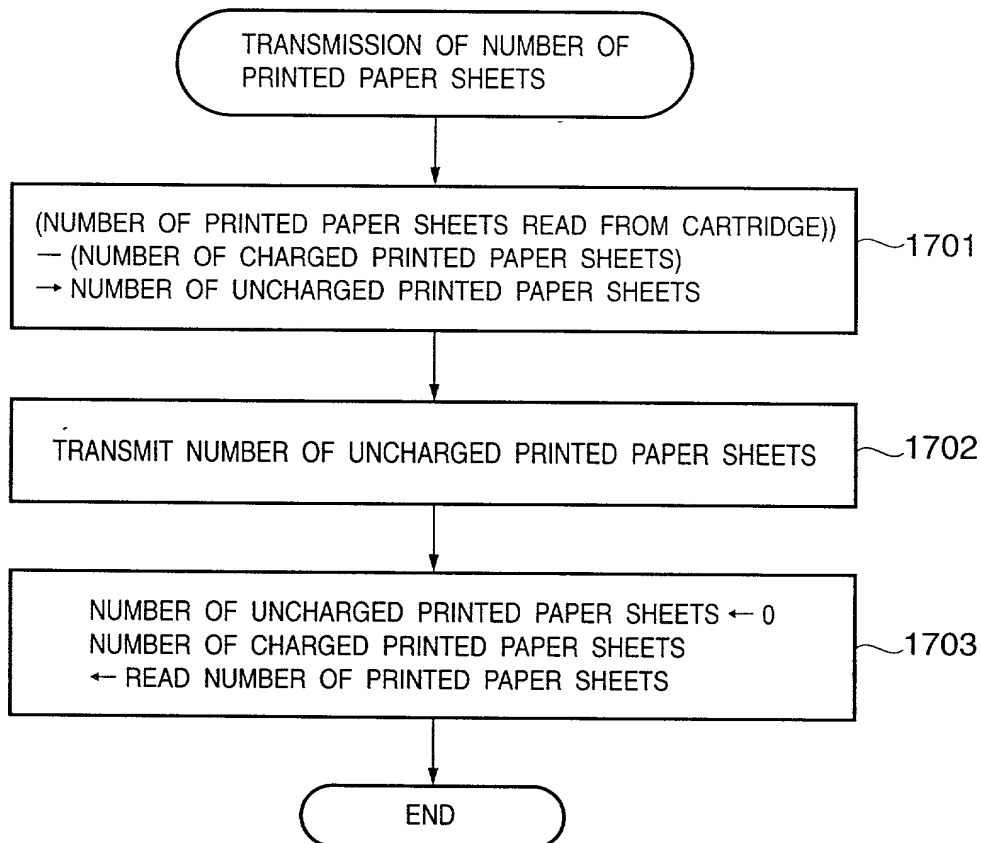 TRANSMISSION OF NUMBER OF
PRINTED PAPER SHEETS
(NUMBER OF PRINTED PAPER SHEETS READ FROM CARTRIDGE))
— (NUMBER OF CHARGED PRINTED PAPER SHEETS)
→ NUMBER OF UNCHARGED PRINTED PAPER SHEETS
1701
TRANSMIT NUMBER OF UNCHARGED PRINTED PAPER SHEETS
1702
NUMBER OF UNCHARGED PRINTED PAPER SHEETS ← 0
NUMBER OF CHARGED PRINTED PAPER SHEETS
← READ NUMBER OF PRINTED PAPER SHEETS
1703
END